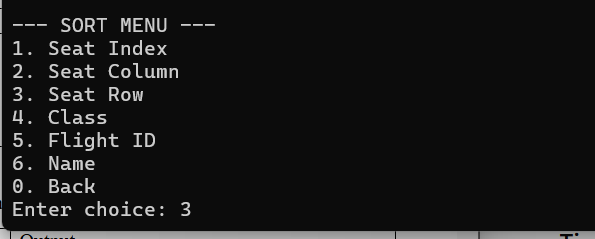 --- SORT MENU ---
1. Seat Index
2. Seat Column
3. Seat Row
4. Class
5. Flight ID
6. Name
0. Back
Enter choice: 3